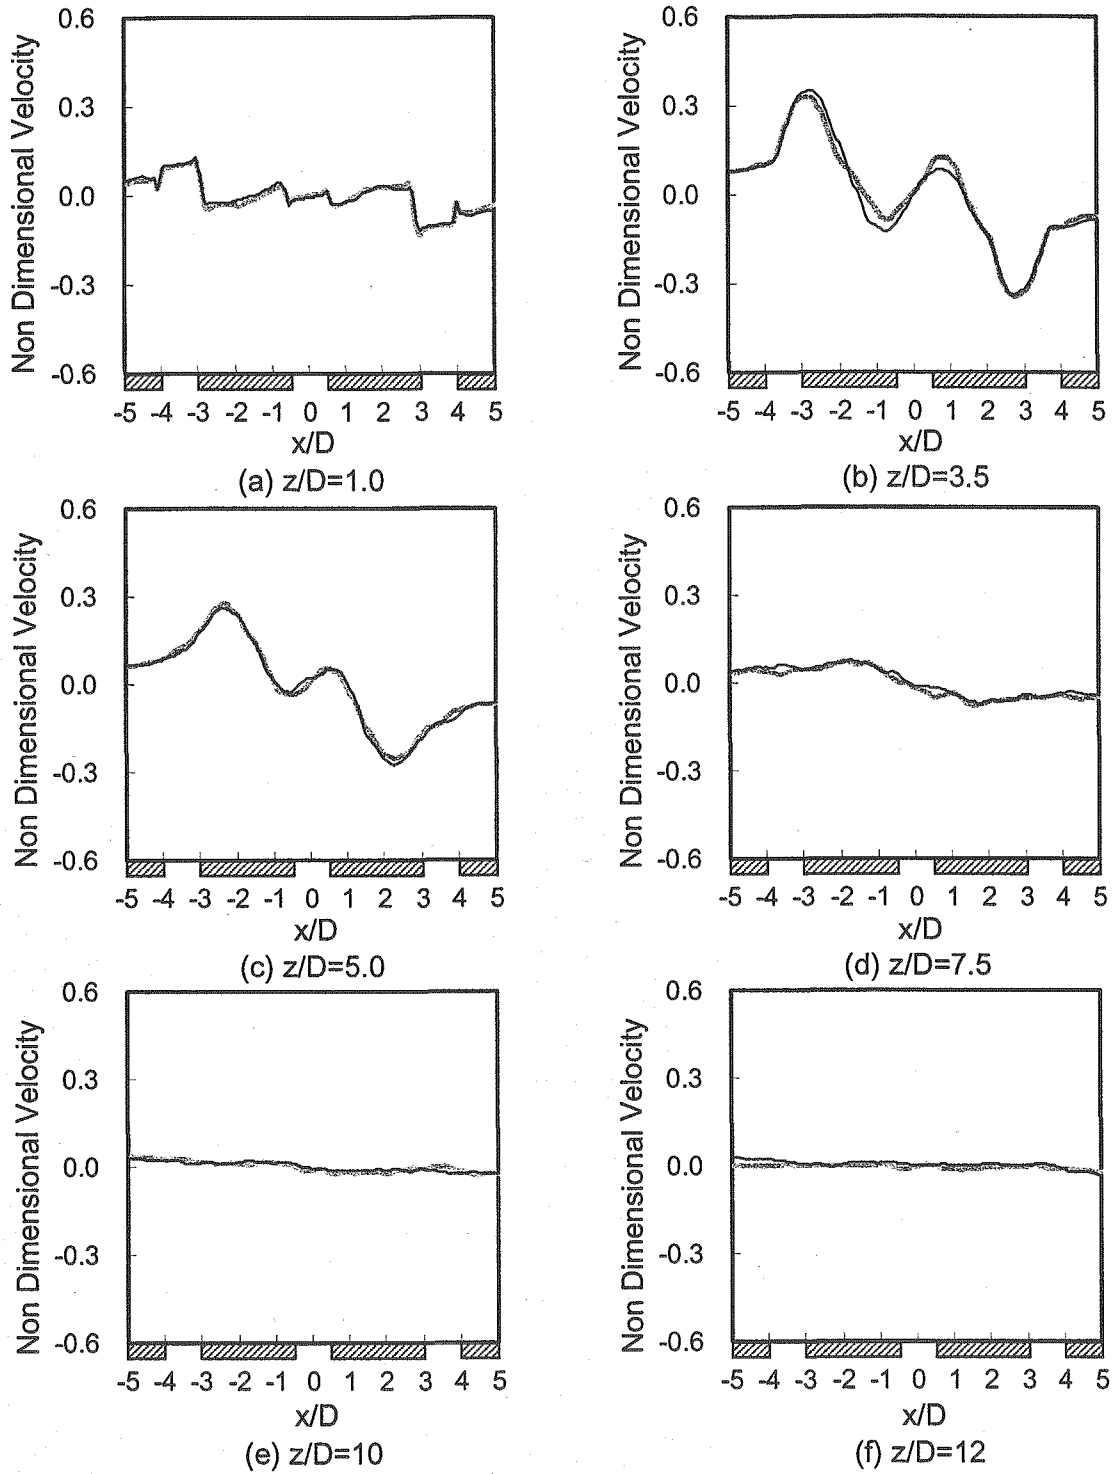 Non Dimensional Velocity
0.6
0.3
0.0
-0.3
-0.6
-5 -4 -3 -2 -1 0 1 2 3 4 5
x/D
(a) z/D=1.0
Non Dimensional Velocity
0.6
0.3
0.0
-0.3
-0.6
-5 -4 -3 -2 -1 0 1 2 3 4 5
x/D
(b) z/D=3.5
Non Dimensional Velocity
0.6
0.3
0.0
-0.3
-0.6
-5 -4 -3 -2 -1 0 1 2 3 4 5
x/D
(c) z/D=5.0
Non Dimensional Velocity
0.6
0.3
0.0
-0.3
-0.6
-5 -4 -3 -2 -1 0 1 2 3 4 5
x/D
(d) z/D=7.5
Non Dimensional Velocity
0.6
0.3
0.0
-0.3
-0.6
-5 -4 -3 -2 -1 0 1 2 3 4 5
x/D
(e) z/D=10
Non Dimensional Velocity
0.6
0.3
0.0
-0.3
-0.6
-5 -4 -3 -2 -1 0 1 2 3 4 5
x/D
(f) z/D=12